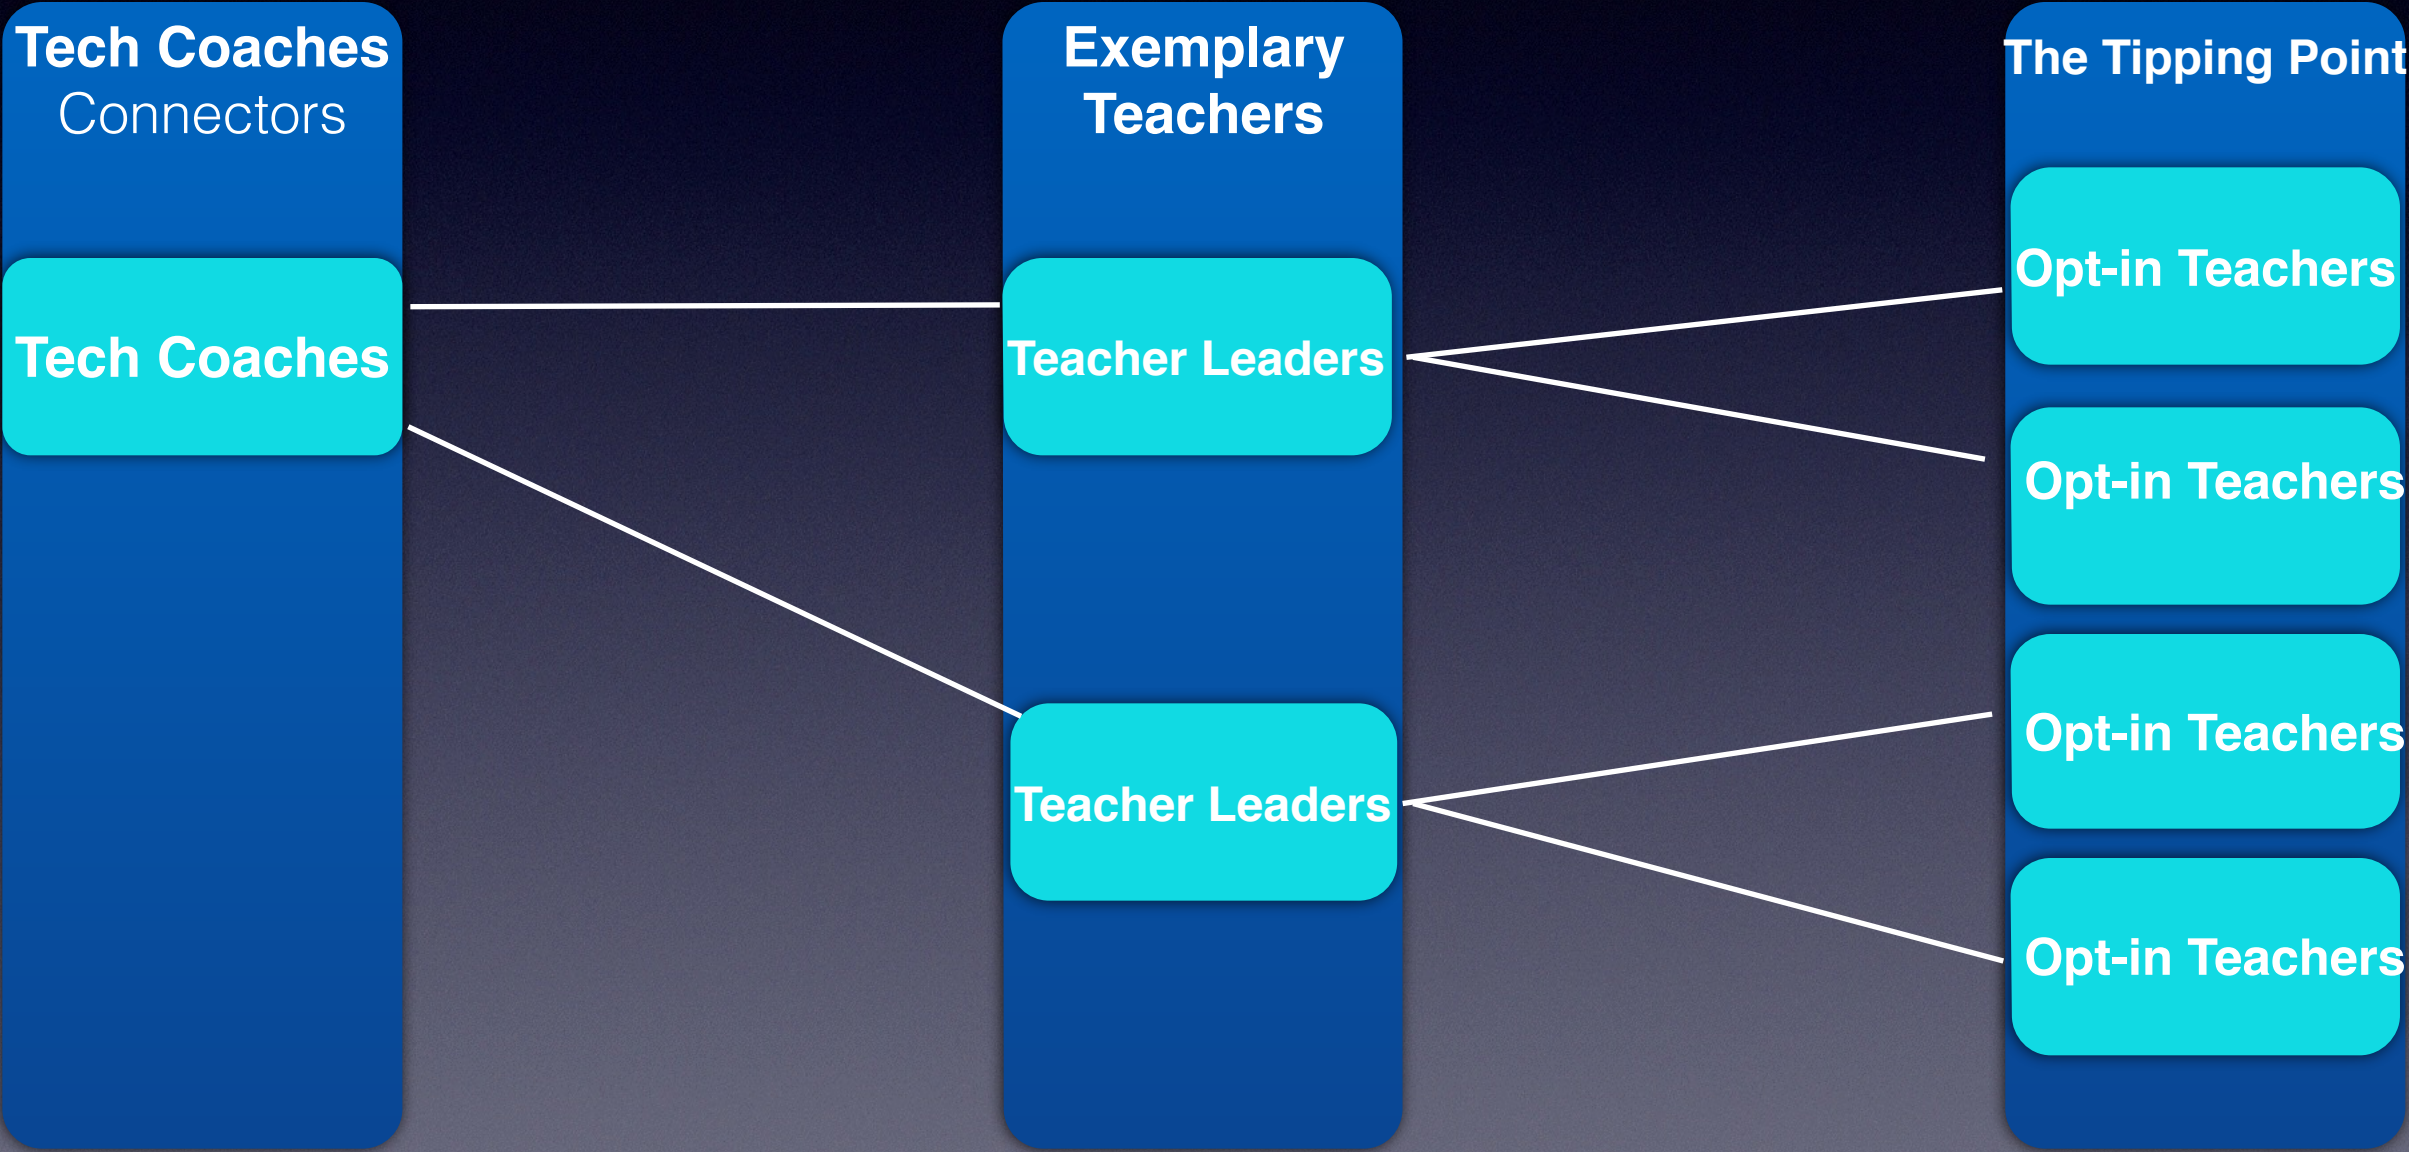 Tech Coaches
Connectors
Tech Coaches
Exemplary
Teachers
Teacher Leaders
Teacher Leaders
The Tipping Point
Opt-in Teachers
Opt-in Teachers
Opt-in Teachers
Opt-in Teachers